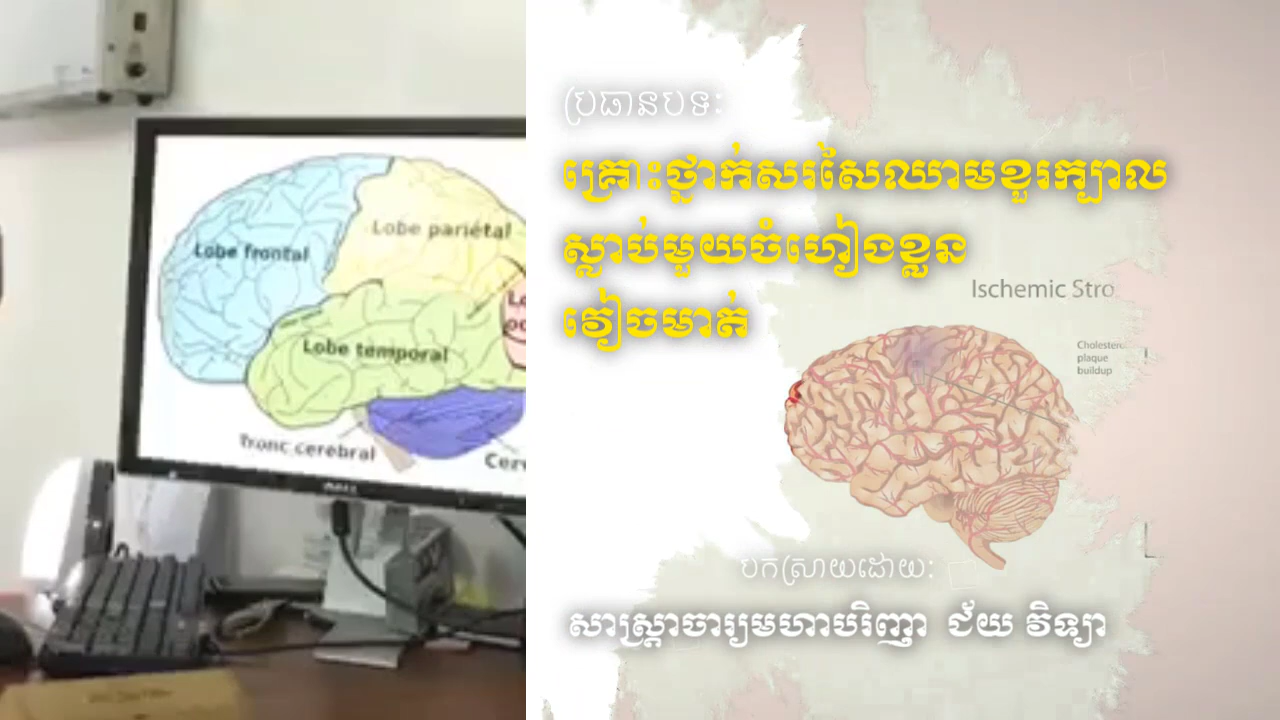 Lobe frontal
Lobe pariétal
Lobe temporal
Tronc cerebral
DELL
ប្រធានបទ:
គ្រោះថ្នាក់សរសៃឈាមខួរក្បាល
ស្លាប់មួយចំហៀងខ្លួន
វៀចមាត់
Ischemic Stro
plaque
buildup
បកស្រាយដោយ:
សាស្ត្រាចារ្យមហាបរិញ្ញា ជ័យ វិទ្យា